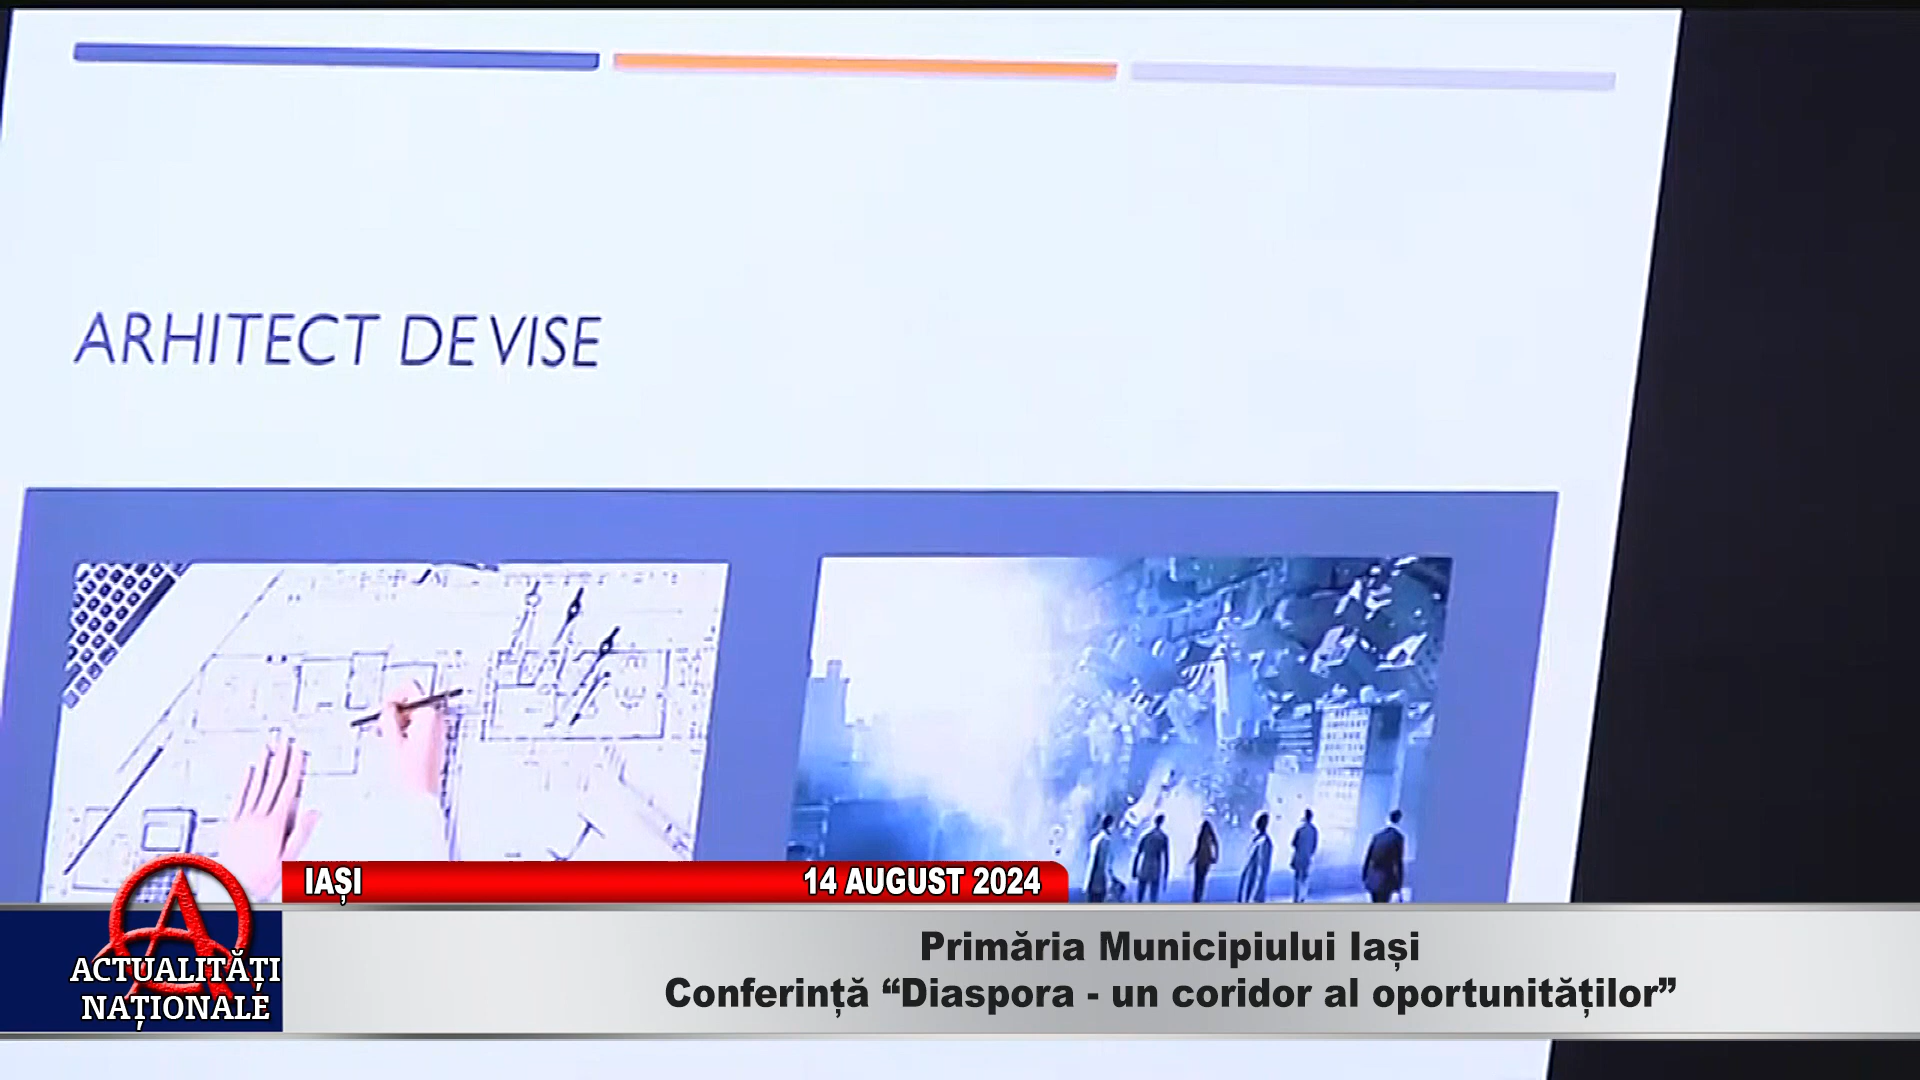 ARHITECT DE VISE
IAȘI
14 AUGUST 2024
ACTUALITĂȚI
NAȚIONALE
Primăria Municipiului Iași
Conferință “Diaspora - un coridor al oportunităților”